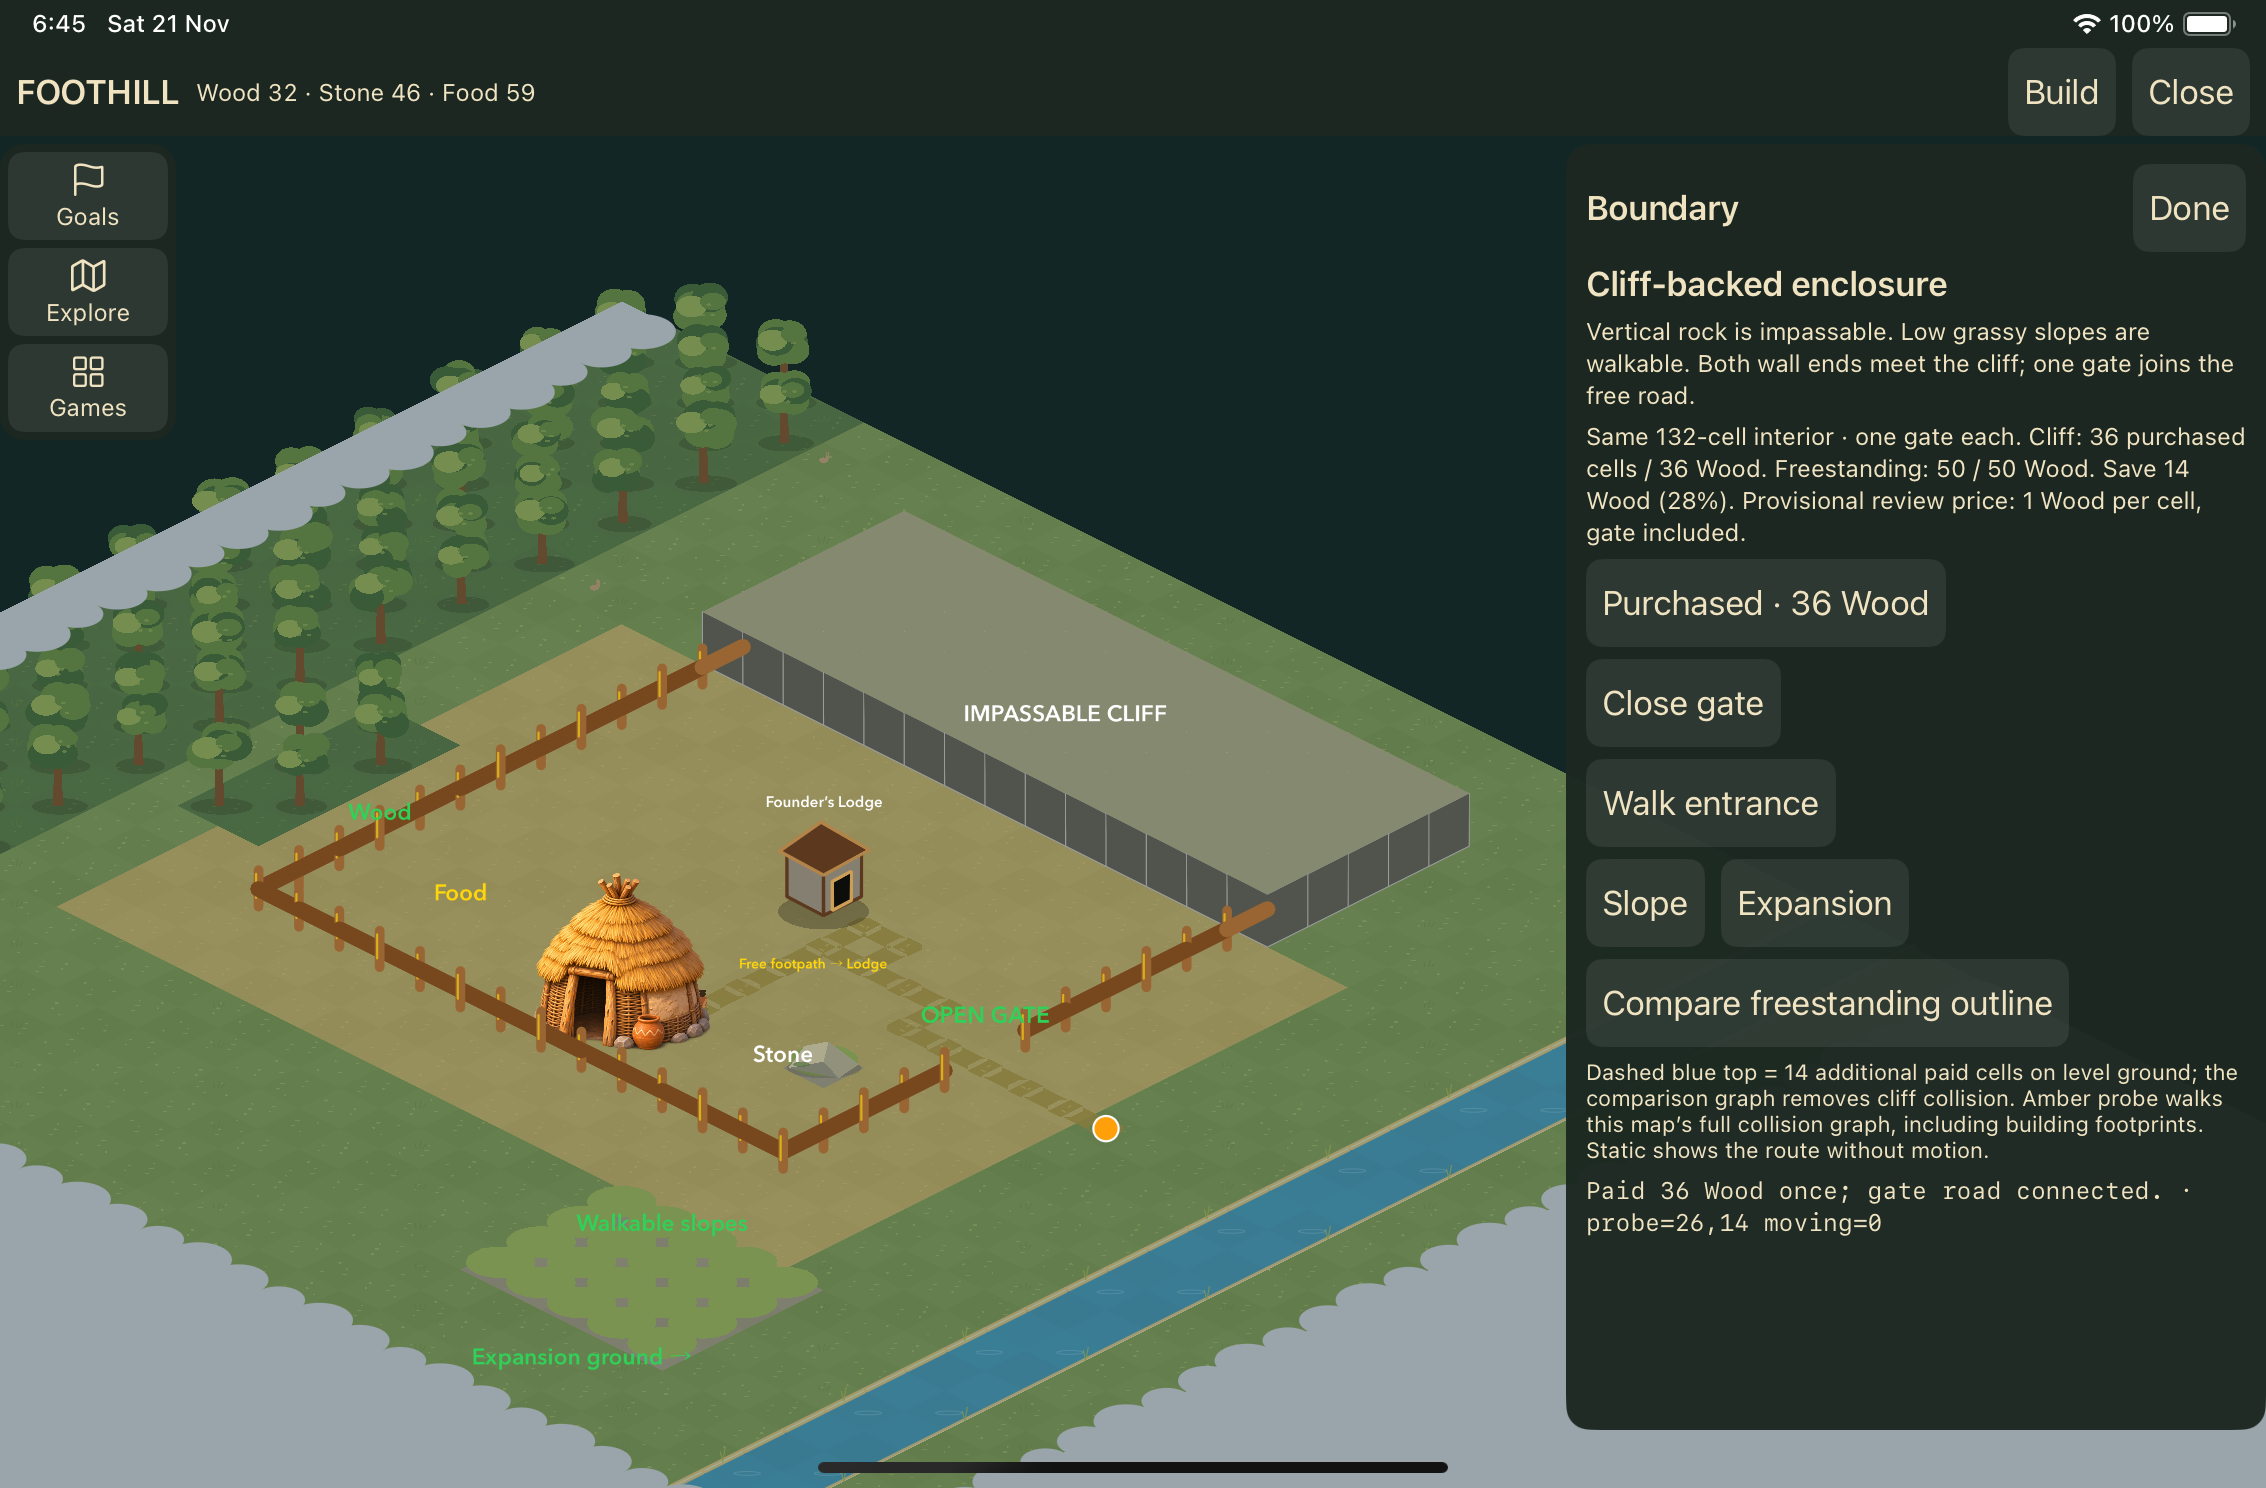 6:45 Sat 21 Nov
100%
FOOTHILL Wood 32 · Stone 46 · Food 59
Build
Close
Goals
Explore
Games
IMPASSABLE CLIFF
Founder’s Lodge
Wood
Food
Free footpath → Lodge
OPEN GATE
Stone
Walkable slopes
Expansion ground →
Boundary
Done
Cliff-backed enclosure
Vertical rock is impassable. Low grassy slopes are
walkable. Both wall ends meet the cliff; one gate joins the
free road.
Same 132-cell interior · one gate each. Cliff: 36 purchased
cells / 36 Wood. Freestanding: 50 / 50 Wood. Save 14
Wood (28%). Provisional review price: 1 Wood per cell,
gate included.
Purchased · 36 Wood
Close gate
Walk entrance
Slope
Expansion
Compare freestanding outline
Dashed blue top = 14 additional paid cells on level ground; the
comparison graph removes cliff collision. Amber probe walks
this map’s full collision graph, including building footprints.
Static shows the route without motion.
Paid 36 Wood once; gate road connected. ·
probe=26,14 moving=0